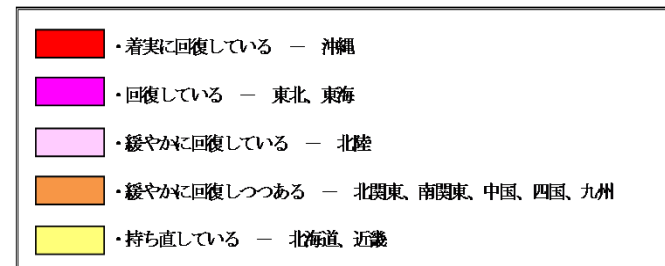 ・着実に回復している ― 沖縄
・回復している ― 東北、東海
・緩やかに回復している ― 北陸
・緩やかに回復しつつある ― 北関東、南関東、中国、四国、九州
・持ち直している ― 北海道、近畿